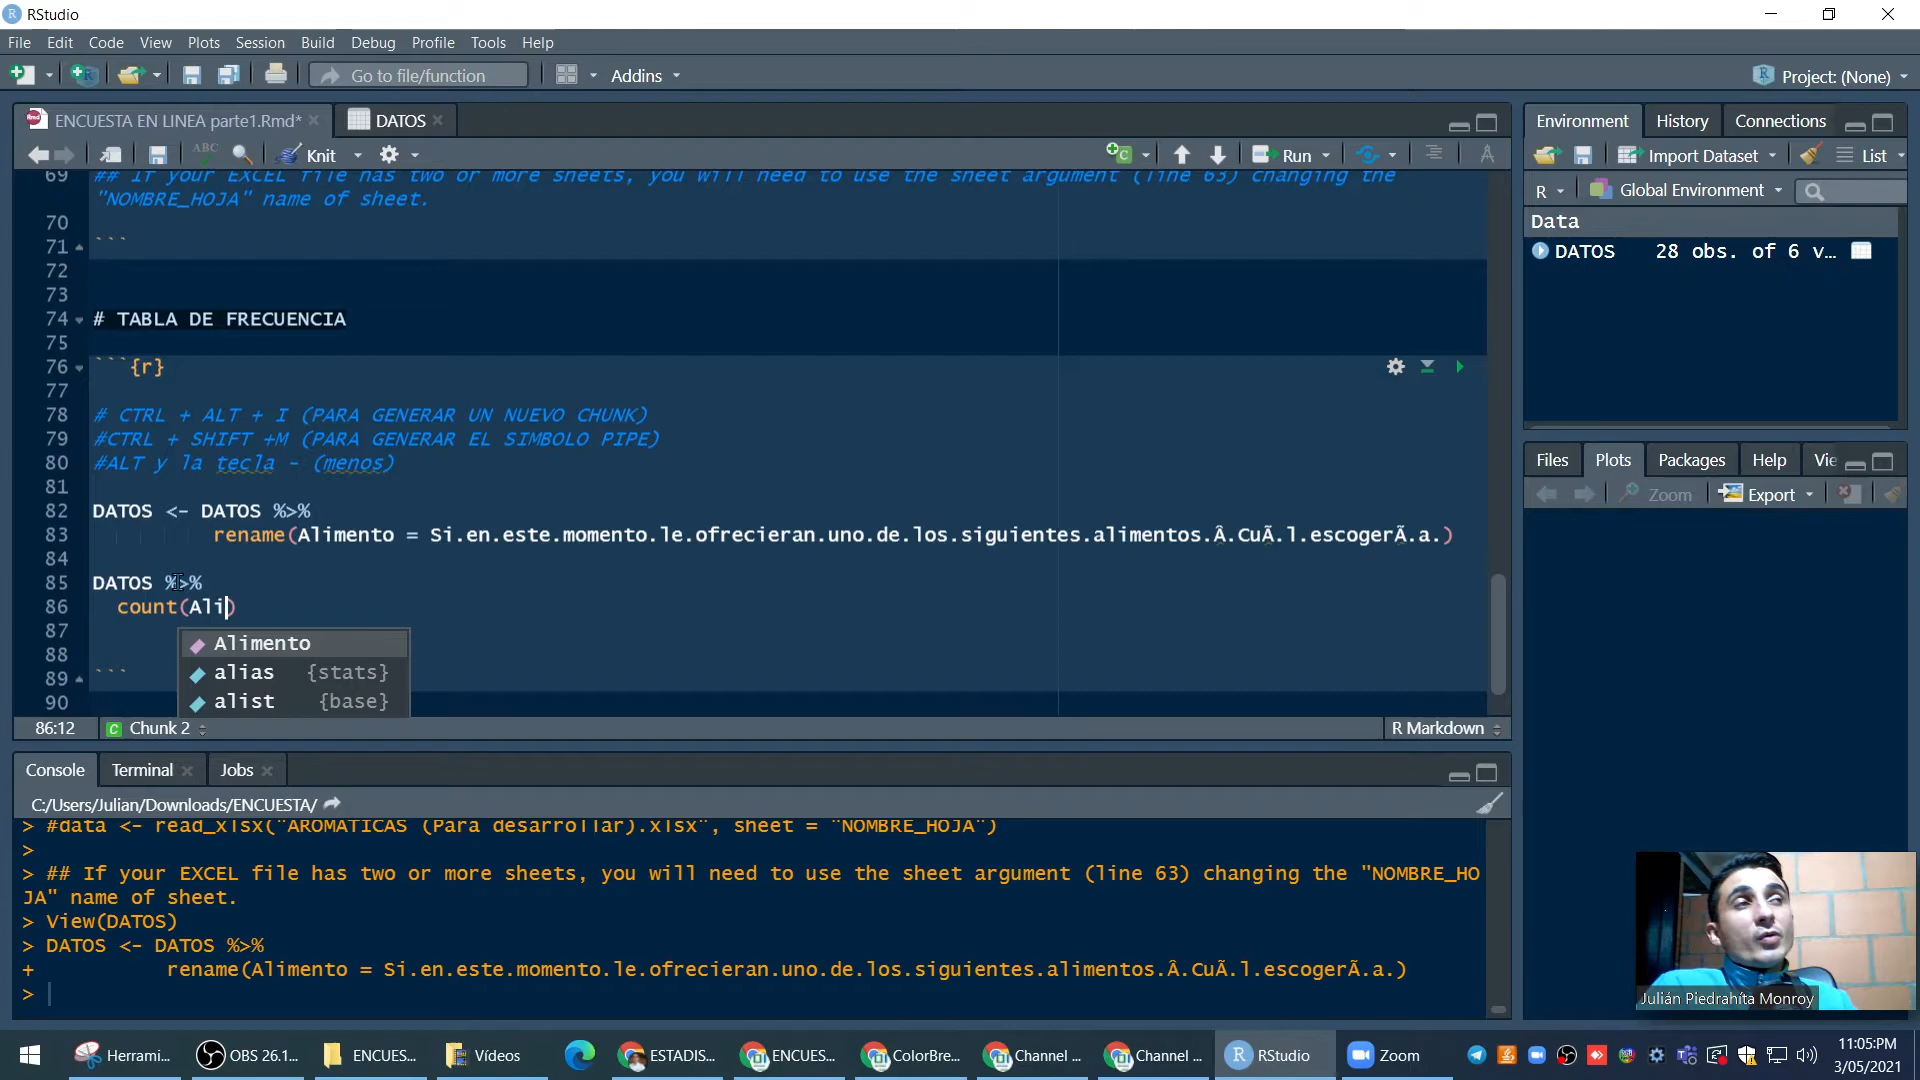 RStudio
File Edit Code View Plots Session Build Debug Profile Tools Help
Go to file/function Addins Project: (None)
ENCUESTA EN LINEA parte1.Rmd* DATOS
ABC Knit Run
69 ## If your EXCEL file has two or more sheets, you will need to use the sheet argument (line 63) changing the
"NOMBRE_HOJA" name of sheet.
70
71 ```
72
73
74 # TABLA DE FRECUENCIA
75
76 ```{r}
77
78 # CTRL + ALT + I (PARA GENERAR UN NUEVO CHUNK)
79 #CTRL + SHIFT +M (PARA GENERAR EL SIMBOLO PIPE)
80 #ALT y la tecla - (menos)
81
82 DATOS <- DATOS %>%
83 rename(Alimento = Si.en.este.momento.le.ofrecieran.uno.de.los.siguientes.alimentos.Â.CuÃ.l.escogerÃ.a.)
84
85 DATOS %>%
86 count(Ali)
87
88
89 ```
90
Alimento
alias {stats}
alist {base}
86:12 Chunk 2 R Markdown
Console Terminal Jobs
C:/Users/Julian/Downloads/ENCUESTA/
> #data <- read_xlsx("AROMATICAS (Para desarrollar).xlsx", sheet = "NOMBRE_HOJA")
>
> ## If your EXCEL file has two or more sheets, you will need to use the sheet argument (line 63) changing the "NOMBRE_HO
JA" name of sheet.
> View(DATOS)
> DATOS <- DATOS %>%
+ rename(Alimento = Si.en.este.momento.le.ofrecieran.uno.de.los.siguientes.alimentos.Â.CuÃ.l.escogerÃ.a.)
>
Environment History Connections
Import Dataset List
R Global Environment
Data
DATOS 28 obs. of 6 v…
Files Plots Packages Help Vie
Zoom Export
Julián Piedrahíta Monroy
Herrami... OBS 26.1... ENCUES... Vídeos ESTADIS... ENCUES... ColorBre... Channel ... Channel ... RStudio Zoom
11:05:PM
3/05/2021